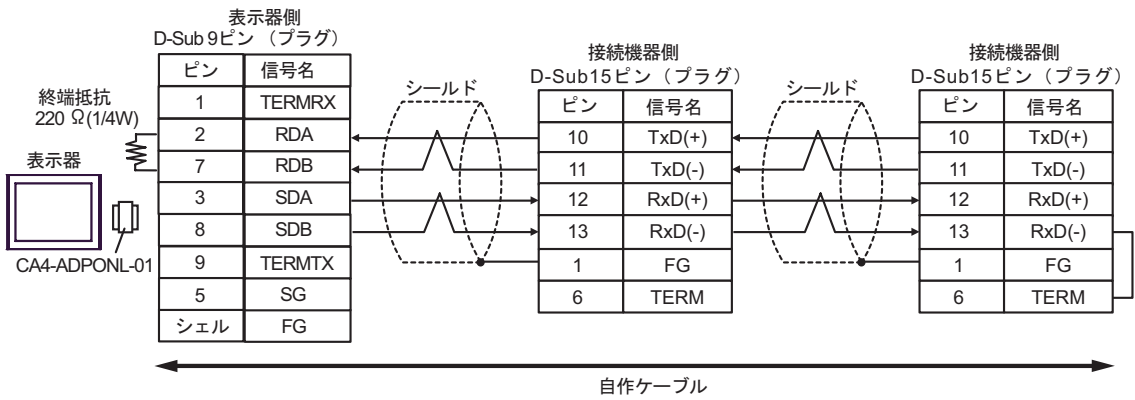 表示器側
D-Sub 9ピン （プラグ）
ピン 信号名
1 TERMRX
2 RDA
7 RDB
3 SDA
8 SDB
9 TERMTX
5 SG
シェル FG
終端抵抗
220 Ω(1/4W)
表示器
CA4-ADPONL-01
シールド
接続機器側
D-Sub15ピン（プラグ）
ピン 信号名
10 TxD(+)
11 TxD(-)
12 RxD(+)
13 RxD(-)
1 FG
6 TERM
シールド
接続機器側
D-Sub15ピン（プラグ）
ピン 信号名
10 TxD(+)
11 TxD(-)
12 RxD(+)
13 RxD(-)
1 FG
6 TERM
自作ケーブル